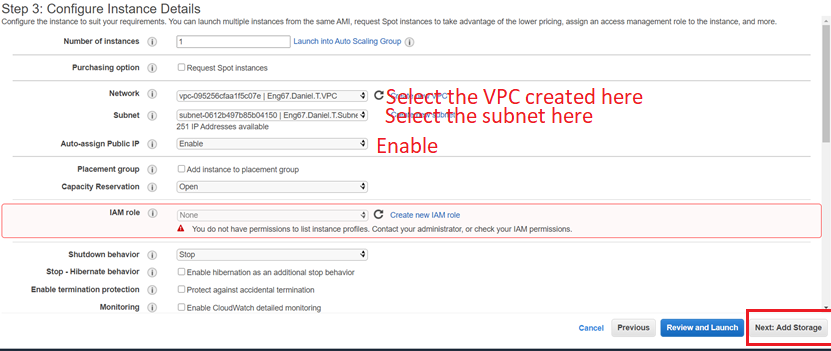 Step 3: Configure Instance Details
Configure the instance to suit your requirements. You can launch multiple instances from the same AMI, request Spot instances to take advantage of the lower pricing, assign an access management role to the instance, and more.
Number of instances i 1 Launch into Auto Scaling Group i
Purchasing option i Request Spot instances
Network i vpc-095256cfaa1f5c07e | Eng67.Daniel.T.VPC Select the VPC created here
Subnet i subnet-0612b497b85b04150 | Eng67.Daniel.T.Subne Select the subnet here
251 IP Addresses available
Auto-assign Public IP i Enable Enable
Placement group i Add instance to placement group
Capacity Reservation i Open
IAM role i None Create new IAM role
You do not have permissions to list instance profiles. Contact your administrator, or check your IAM permissions.
Shutdown behavior i Stop
Stop - Hibernate behavior i Enable hibernation as an additional stop behavior
Enable termination protection i Protect against accidental termination
Monitoring i Enable CloudWatch detailed monitoring
Cancel Previous Review and Launch Next: Add Storage